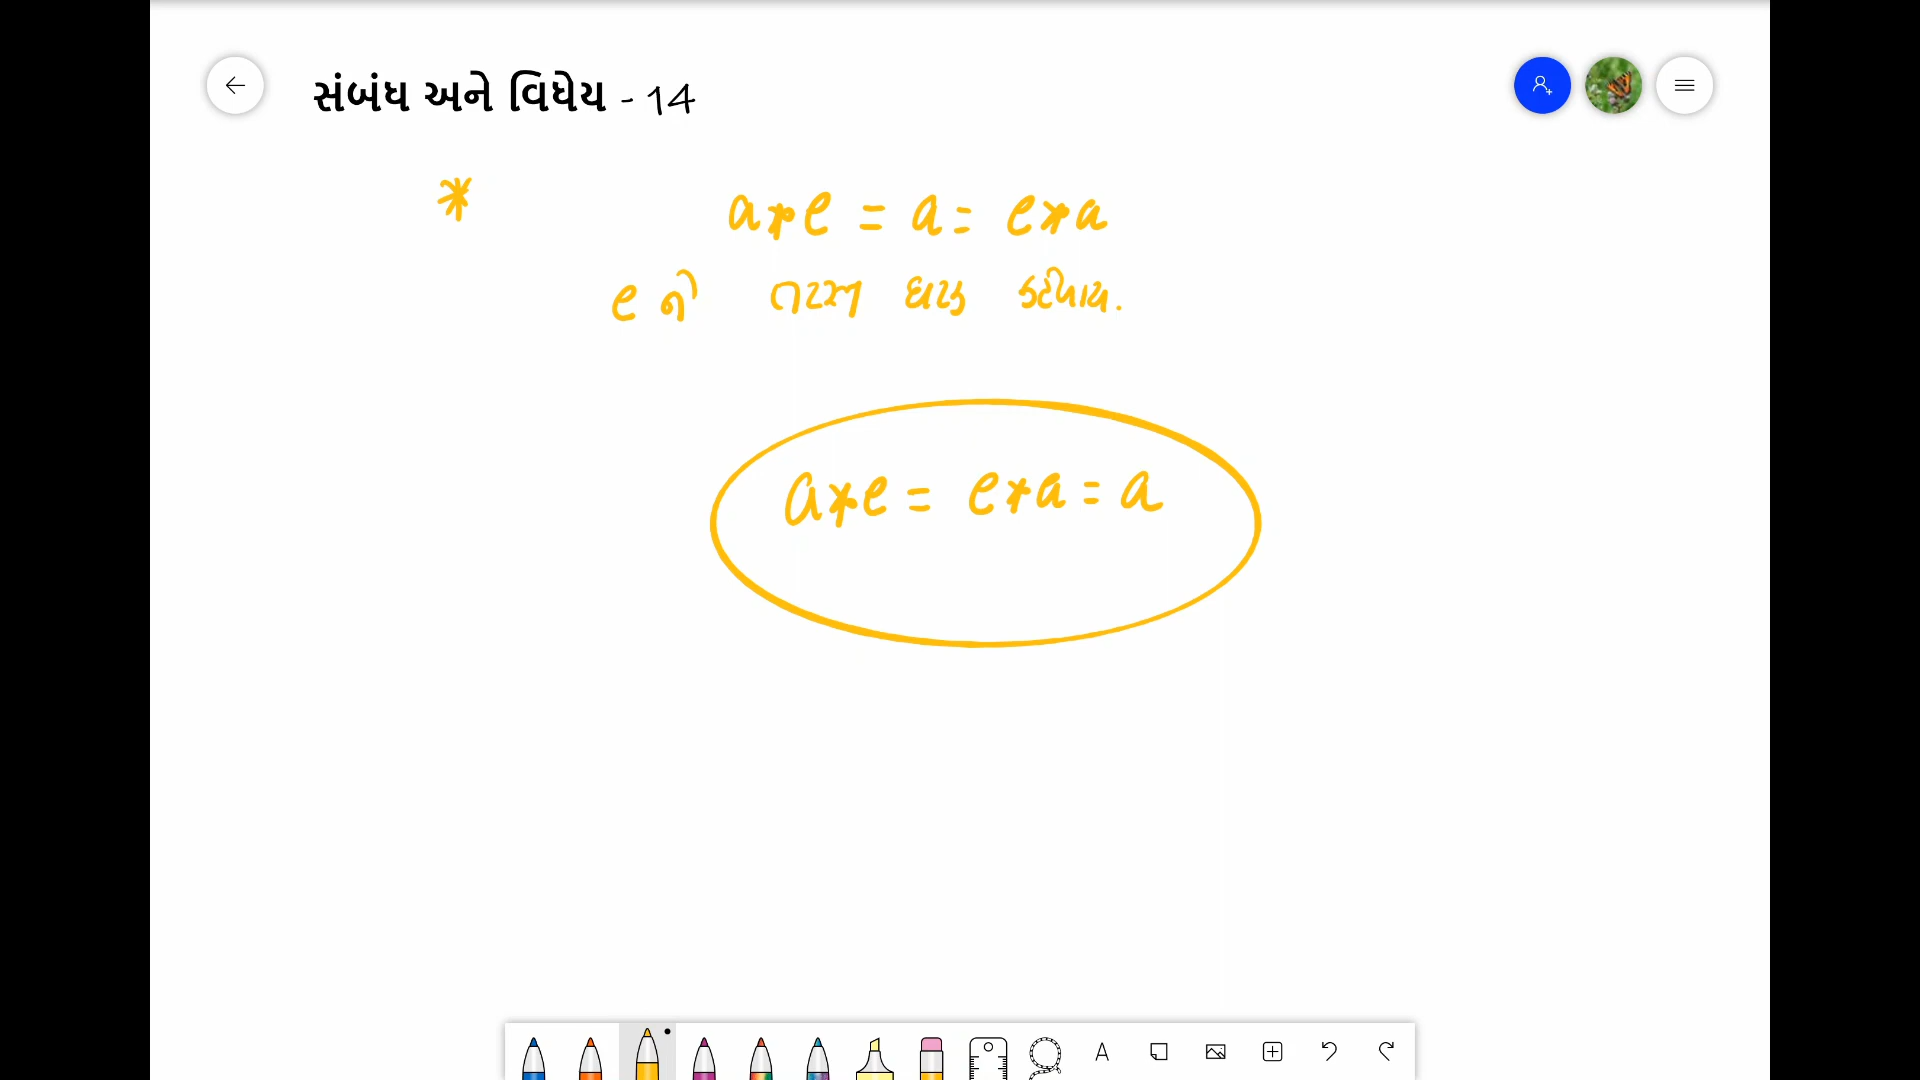 સંબંધ અને વિધેય - 14
*
a*e = a = e*a
e ને તટસ્થ ઘટક કહેવાય.
a*e = e*a = a
A